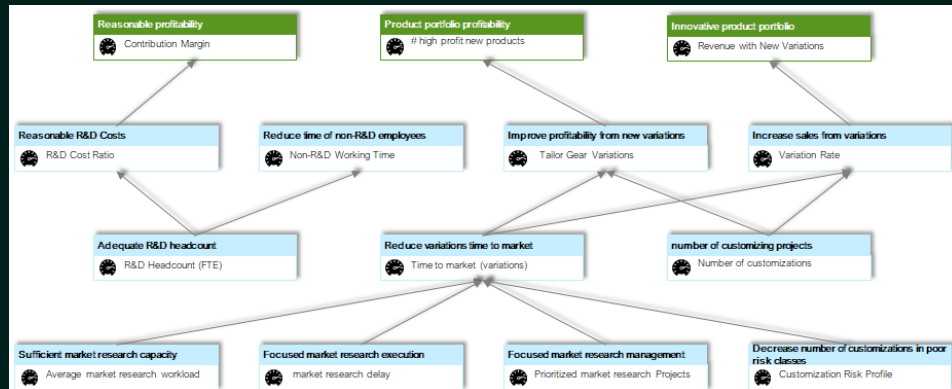 Reasonable profitability
Contribution Margin
Product portfolio profitability
# high profit new products
Innovative product portfolio
Revenue with New Variations
Reasonable R&D Costs
R&D Cost Ratio
Reduce time of non-R&D employees
Non-R&D Working Time
Improve profitability from new variations
Tailor Gear Variations
Increase sales from variations
Variation Rate
Adequate R&D headcount
R&D Headcount (FTE)
Reduce variations time to market
Time to market (variations)
number of customizing projects
Number of customizations
Sufficient market research capacity
Average market research workload
Focused market research execution
market research delay
Focused market research management
Prioritized market research Projects
Decrease number of customizations in poor
risk classes
Customization Risk Profile